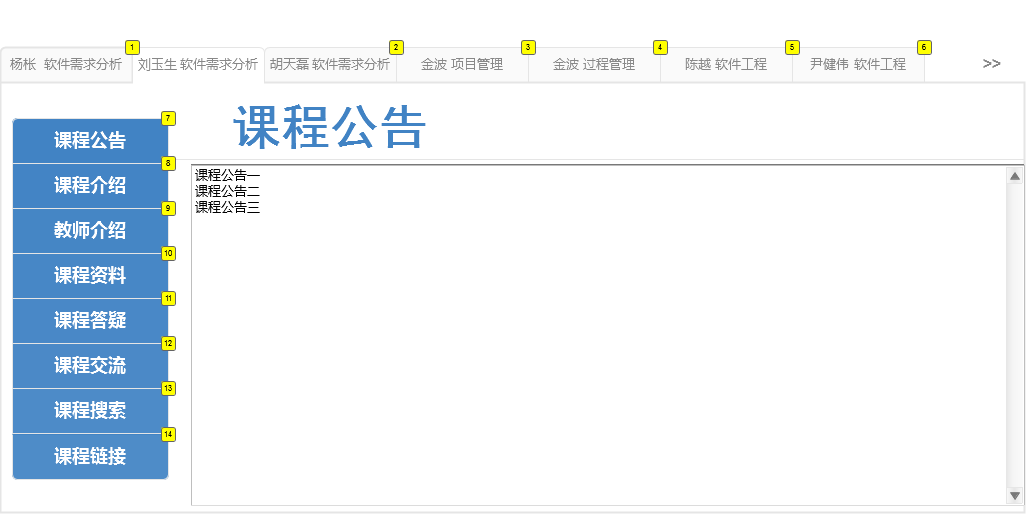 1 2 3 4 5 6
杨枨 软件需求分析 刘玉生 软件需求分析 胡天磊 软件需求分析 金波 项目管理 金波 过程管理 陈越 软件工程 尹健伟 软件工程 >>
课程公告
7
课程公告
8
课程介绍
9
教师介绍
10
课程资料
11
课程答疑
12
课程交流
13
课程搜索
14
课程链接
课程公告一
课程公告二
课程公告三